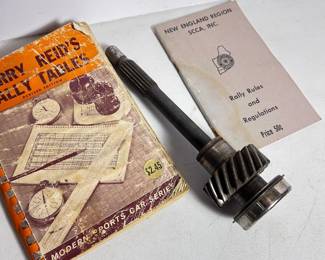 RRY REID'S
LLY TABLES
$2.45
MODERN SPORTS CAR SERIES
NEW ENGLAND REGION
SCCA, INC.
Rally Rules
and
Regulations
Price 50¢